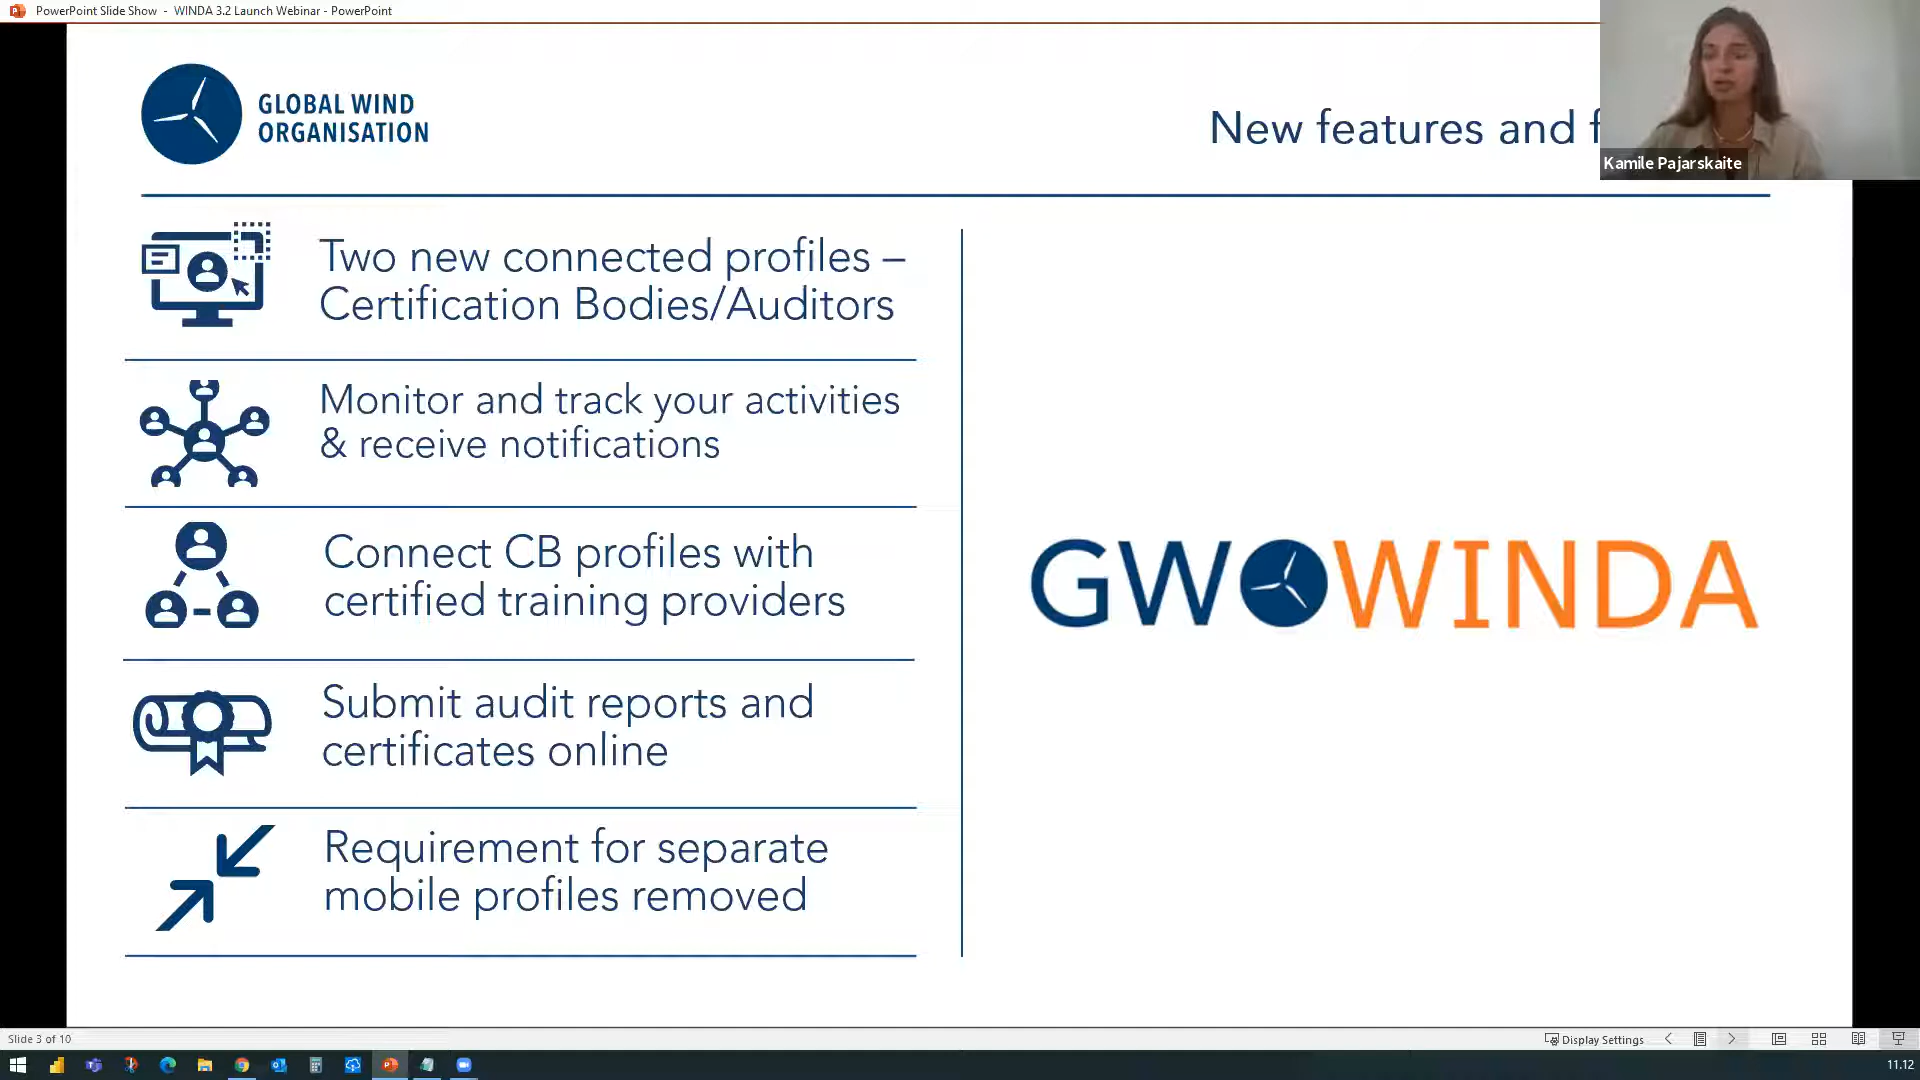 PowerPoint Slide Show - WINDA 3.2 Launch Webinar - PowerPoint
GLOBAL WIND
ORGANISATION
New features and f
Kamile Pajarskaite
Two new connected profiles –
Certification Bodies/Auditors
Monitor and track your activities
& receive notifications
Connect CB profiles with
certified training providers
Submit audit reports and
certificates online
Requirement for separate
mobile profiles removed
GWOWINDA
Slide 3 of 10
Display Settings
11.12